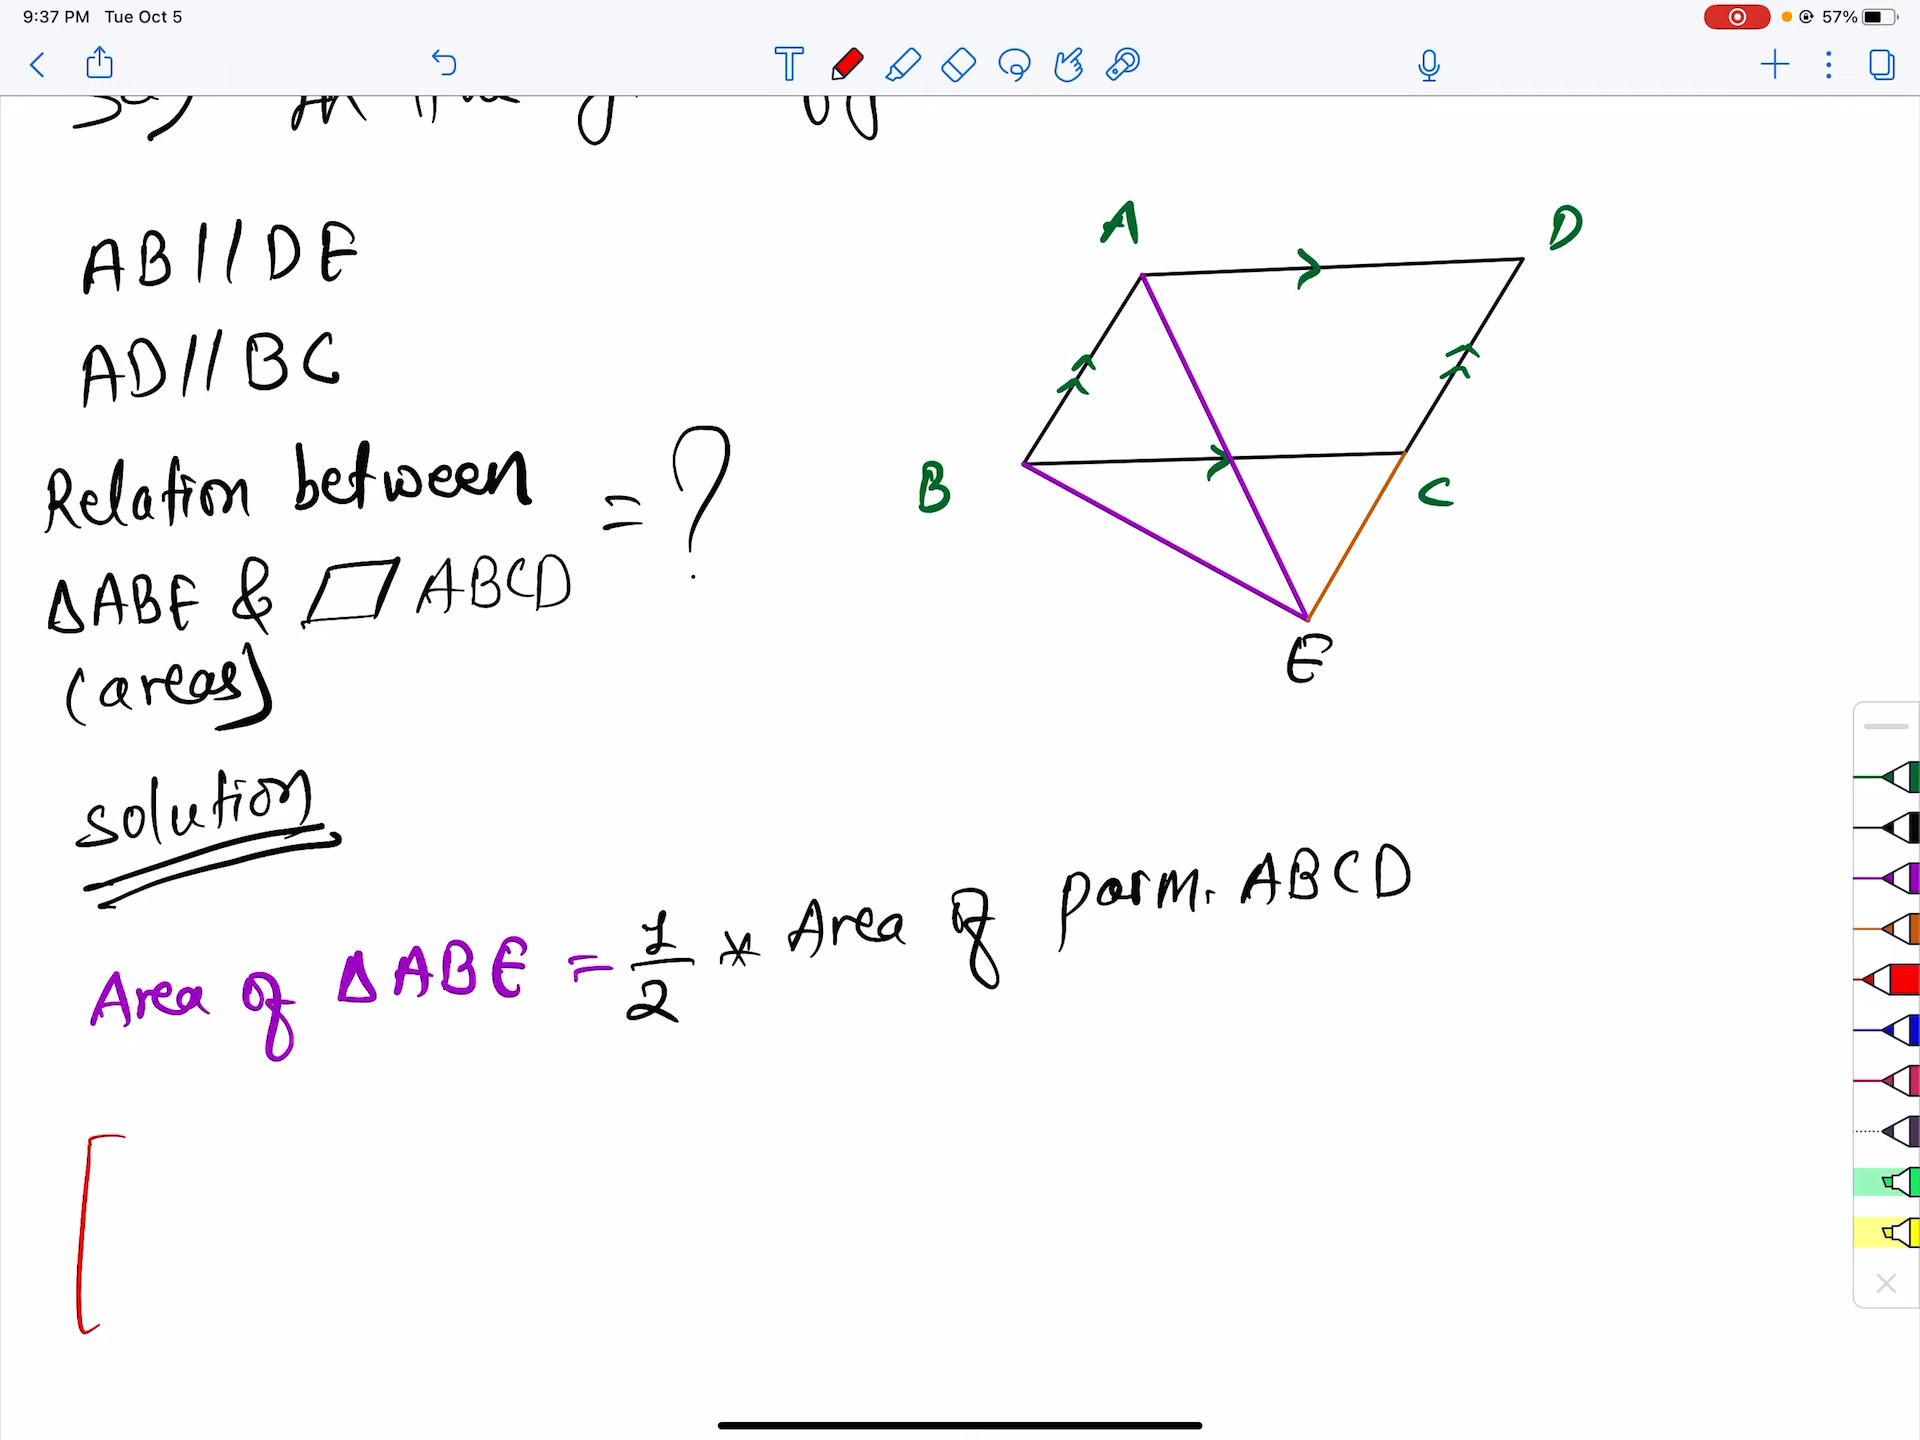 9:37 PM Tue Oct 5
57%
AB//DE
AD//BC
Relation between
= ?
ΔABE & ▱ ABCD
(areas)
solution
Area of ΔABE = 1/2 * Area of parm. ABCD
A
D
B
C
E